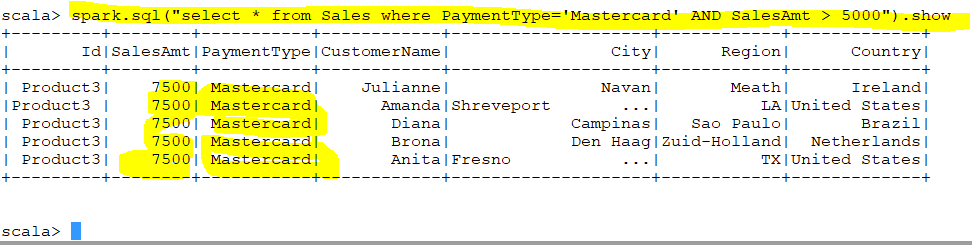 scala> spark.sql("select * from Sales where PaymentType='Mastercard' AND SalesAmt > 5000").show
+--------+--------+-----------+------------+--------------------+------------+-------------+
|      Id|SalesAmt|PaymentType|CustomerName|                City|      Region|      Country|
+--------+--------+-----------+------------+--------------------+------------+-------------+
| Product3|    7500| Mastercard|    Julianne|               Navan|       Meath|      Ireland|
|Product3 |    7500| Mastercard|      Amanda|Shreveport       ...|          LA|United States|
| Product3|    7500| Mastercard|       Diana|            Campinas|   Sao Paulo|       Brazil|
| Product3|    7500| Mastercard|       Brona|            Den Haag|Zuid-Holland|  Netherlands|
| Product3|    7500| Mastercard|       Anita|Fresno           ...|          TX|United States|
+--------+--------+-----------+------------+--------------------+------------+-------------+
scala>